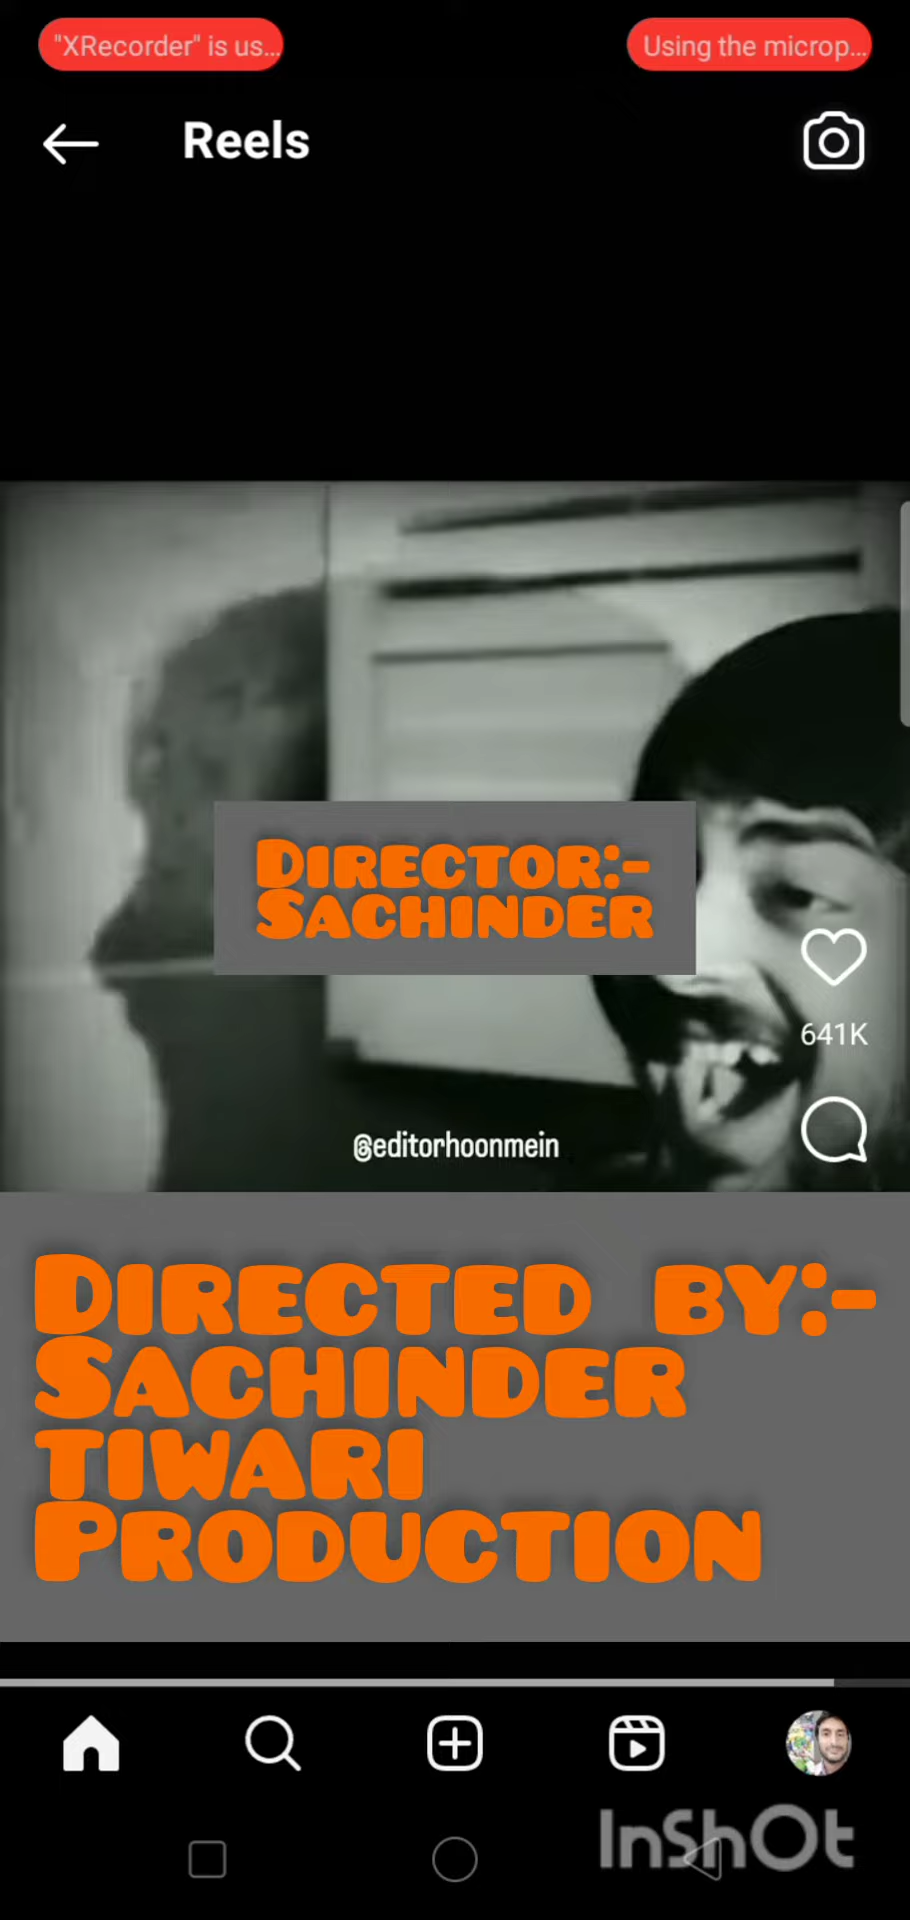 "XRecorder" is us...
Using the microp...
Reels
Director:-
Sachinder
641K
@editorhoonmein
Directed by:-
Sachinder
tiwari
Production
InShOt